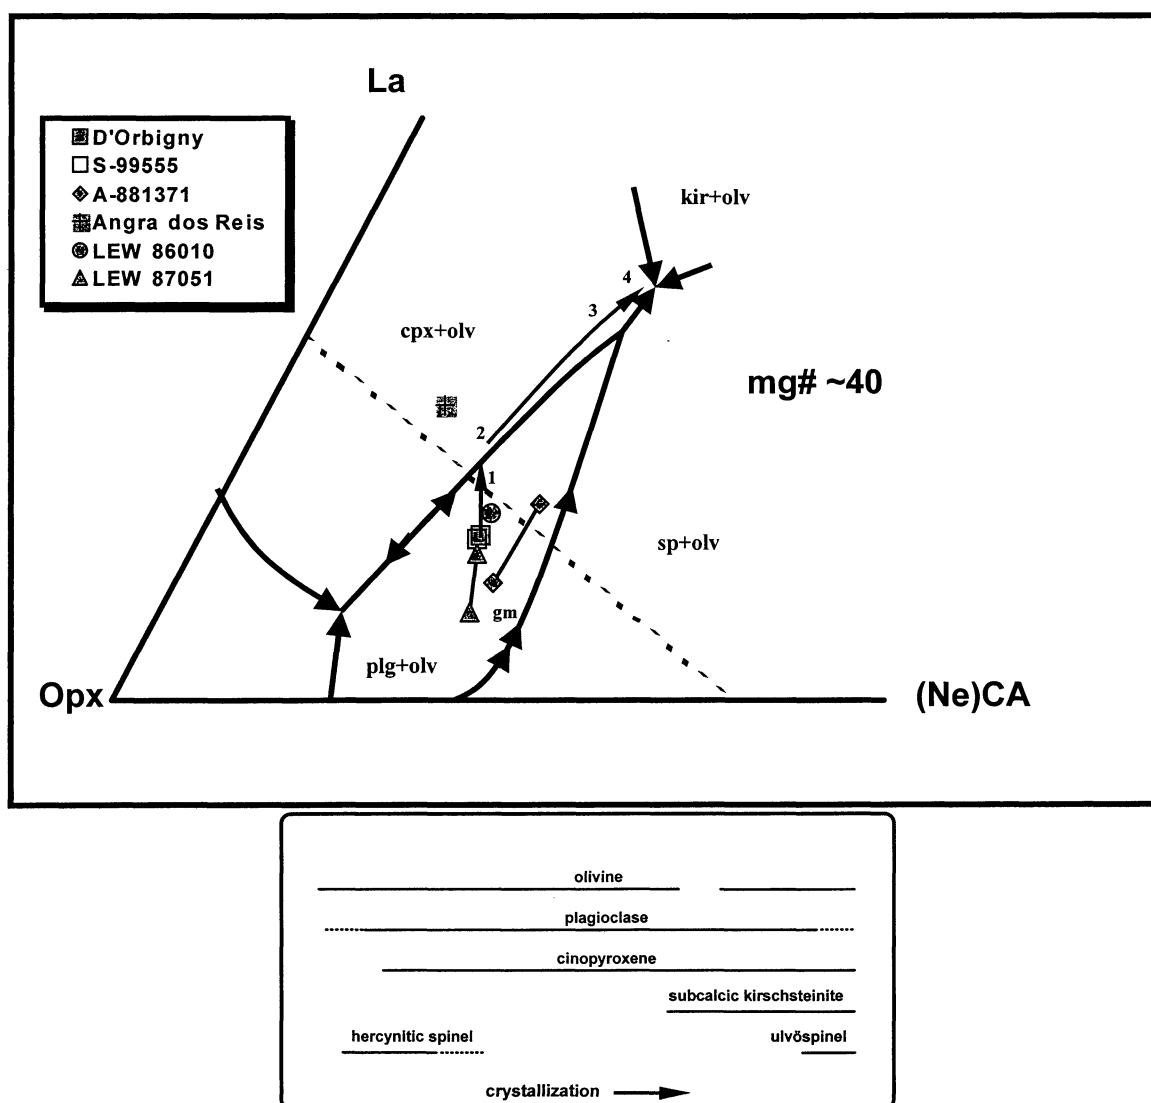 La
D'Orbigny
S-99555
A-881371
Angra dos Reis
LEW 86010
LEW 87051
kir+olv
4
3
cpx+olv
mg# ~40
2
1
sp+olv
gm
plg+olv
Opx
(Ne)CA
olivine
plagioclase
cinopyroxene
subcalcic kirschsteinite
hercynitic spinel
ulvöspinel
crystallization